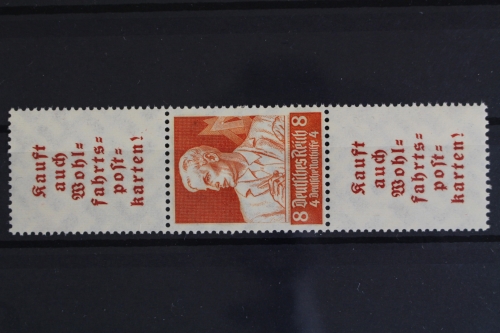 Kauft
auch
Wohl=
fahrts=
post=
karten!
8 Deutsches Reich 8
4 Deutsche Nothilfe 4
Kauft
auch
Wohl=
fahrts=
post=
karten!